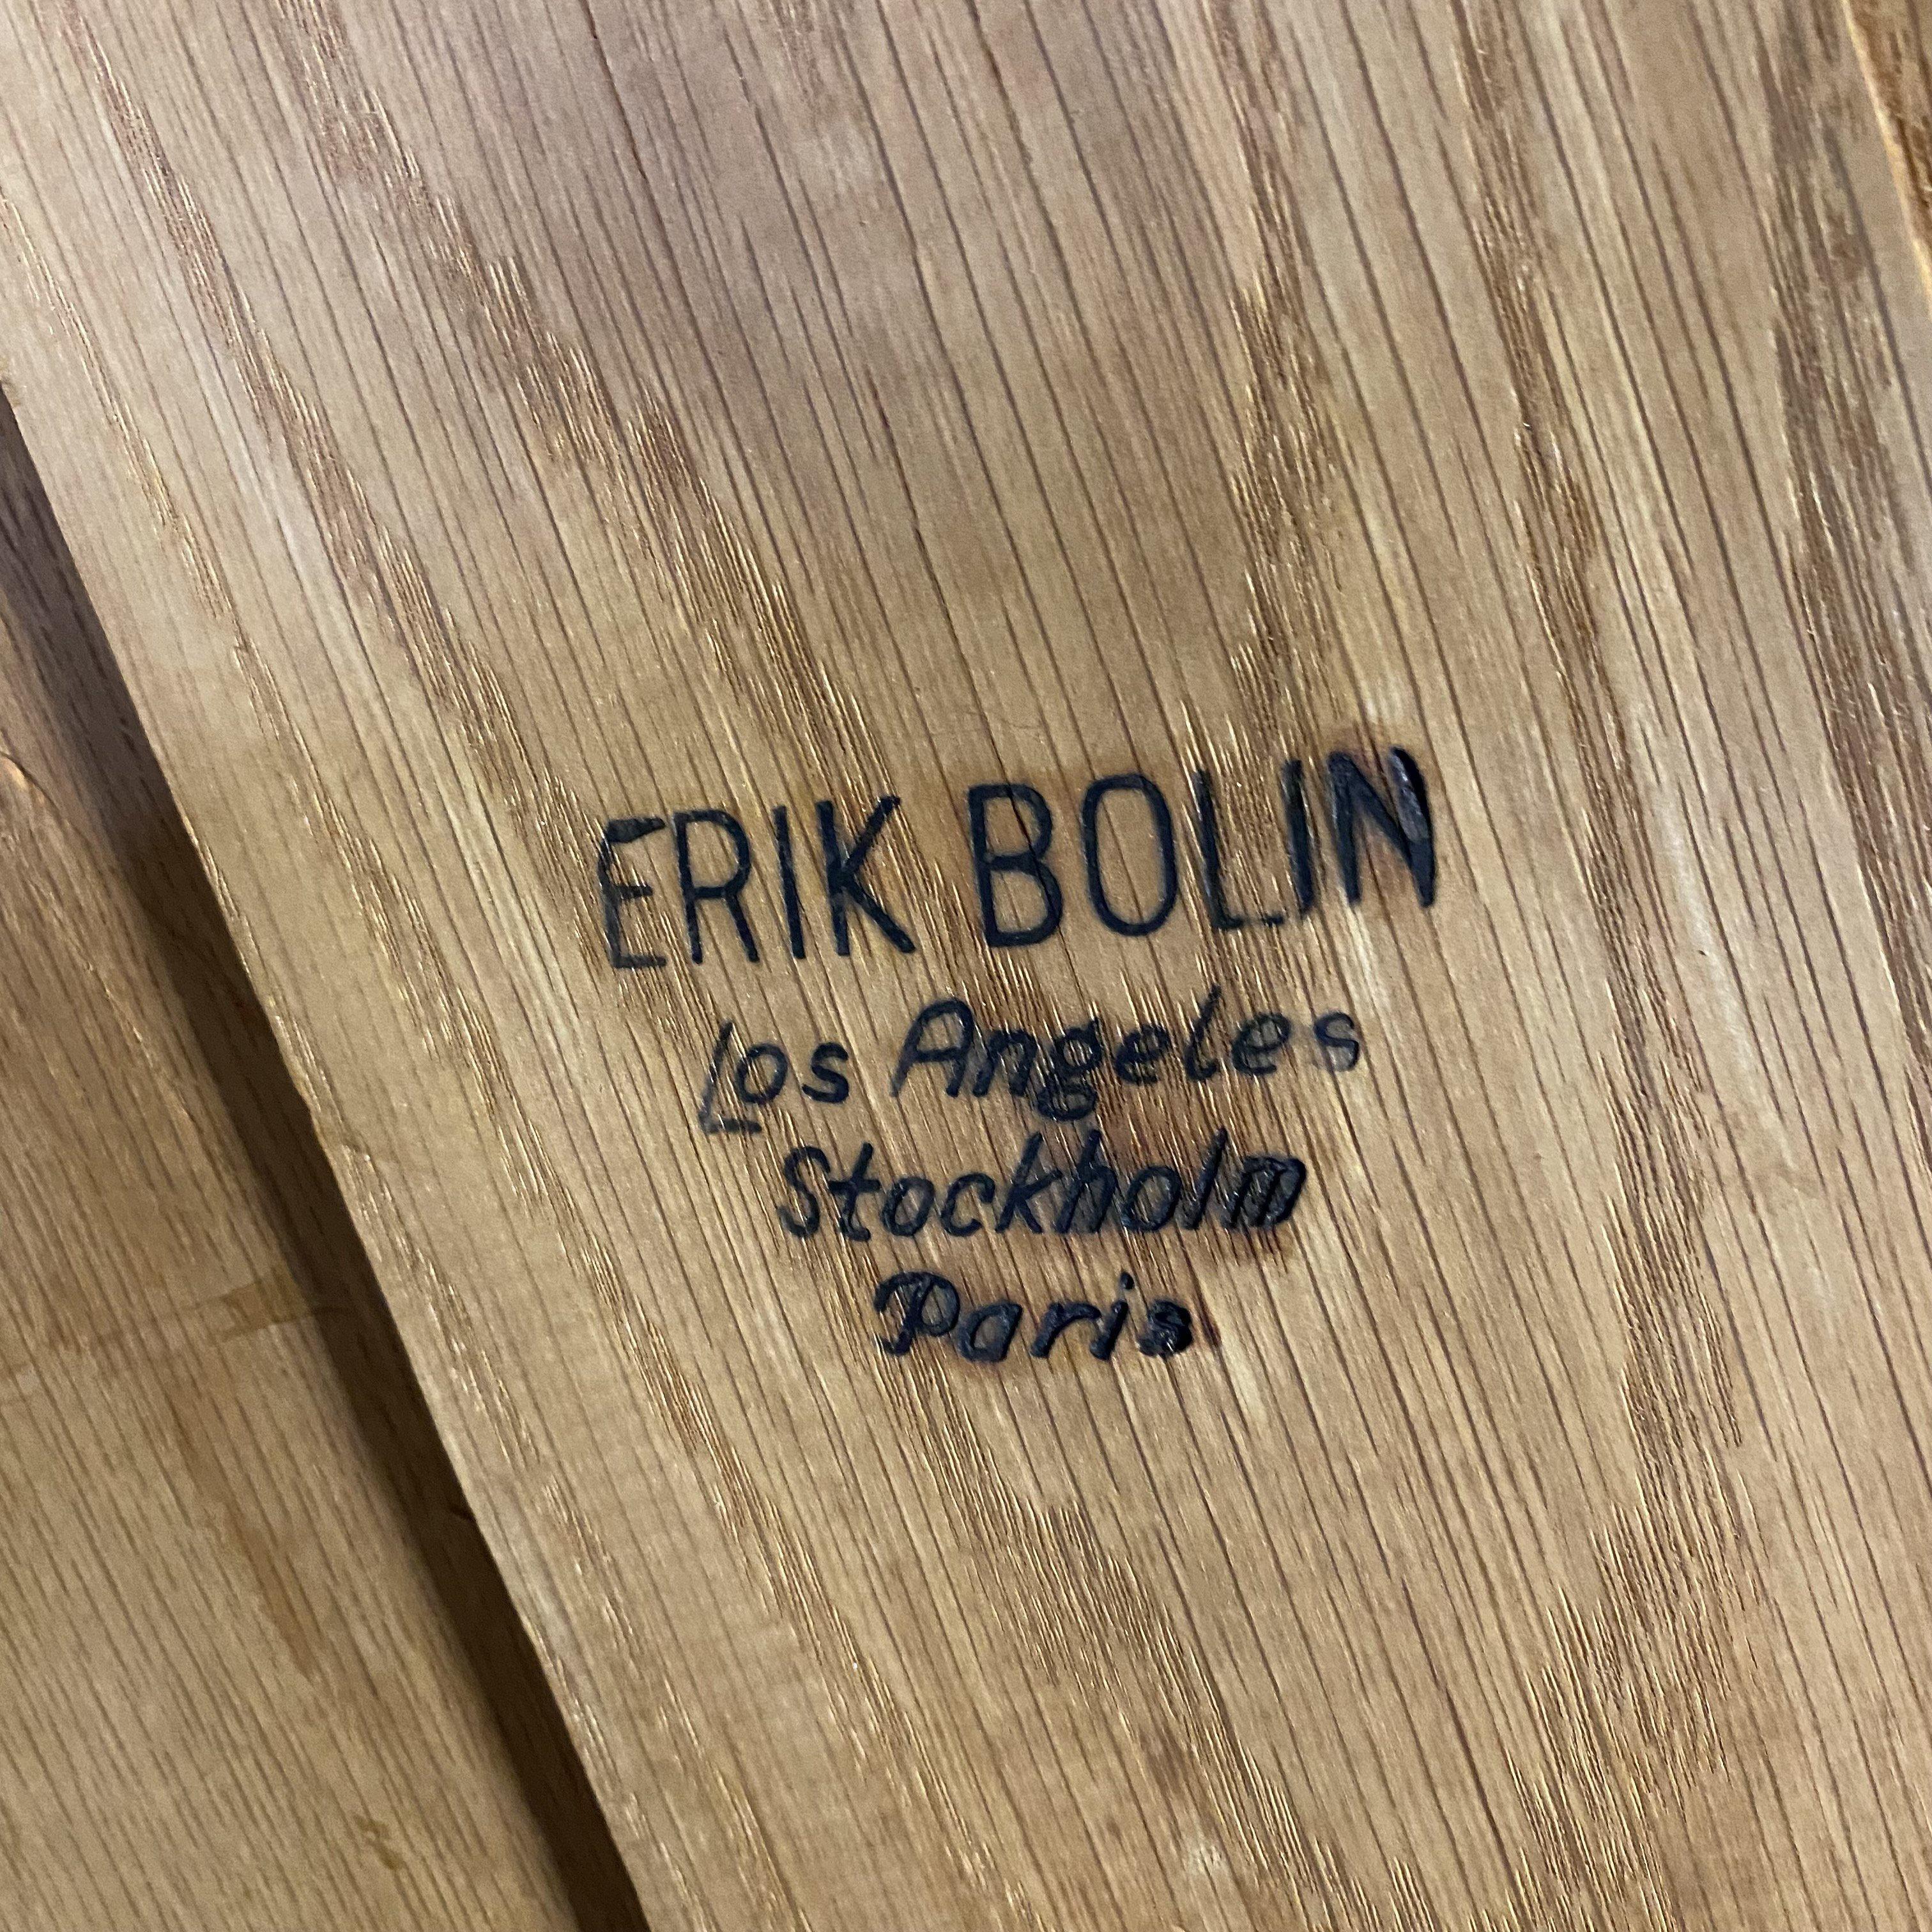 ERIK BOLIN
Los Angeles
Stockholm
Paris